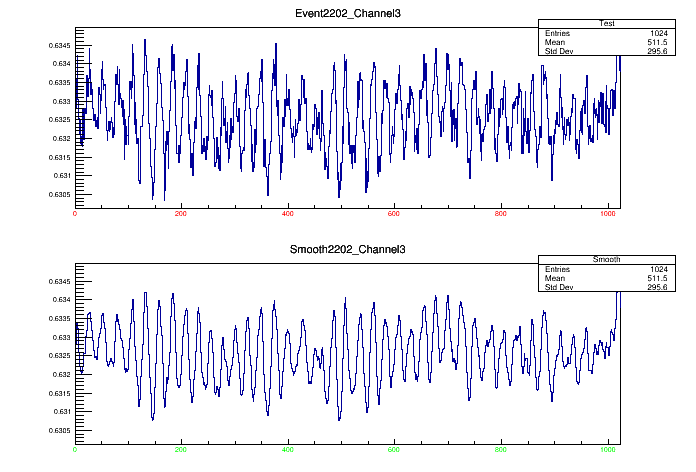 Event2202_Channel3
Test
Entries 1024
Mean 511.5
Std Dev 295.6
0.6345
0.634
0.6335
0.633
0.6325
0.632
0.6315
0.631
0.6305
0 200 400 600 800 1000
Smooth2202_Channel3
Smooth
Entries 1024
Mean 511.5
Std Dev 295.6
0.6345
0.634
0.6335
0.633
0.6325
0.632
0.6315
0.631
0.6305
0 200 400 600 800 1000